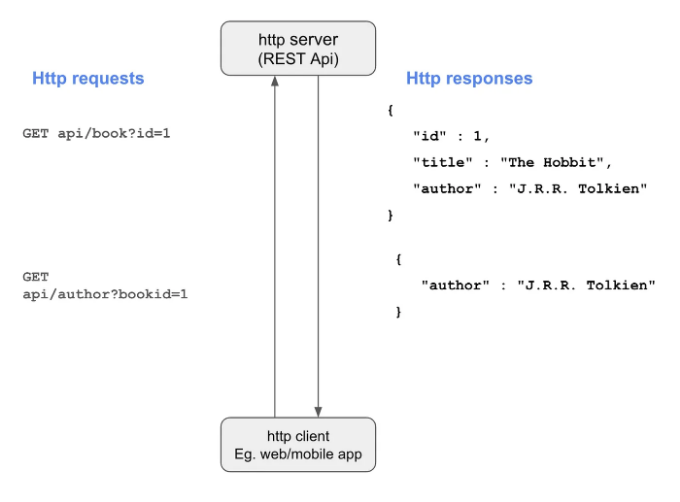 http server
(REST Api)
Http requests
Http responses
GET api/book?id=1
{
"id" : 1,
"title" : "The Hobbit",
"author" : "J.R.R. Tolkien"
}
GET
api/author?bookid=1
{
"author" : "J.R.R. Tolkien"
}
http client
Eg. web/mobile app